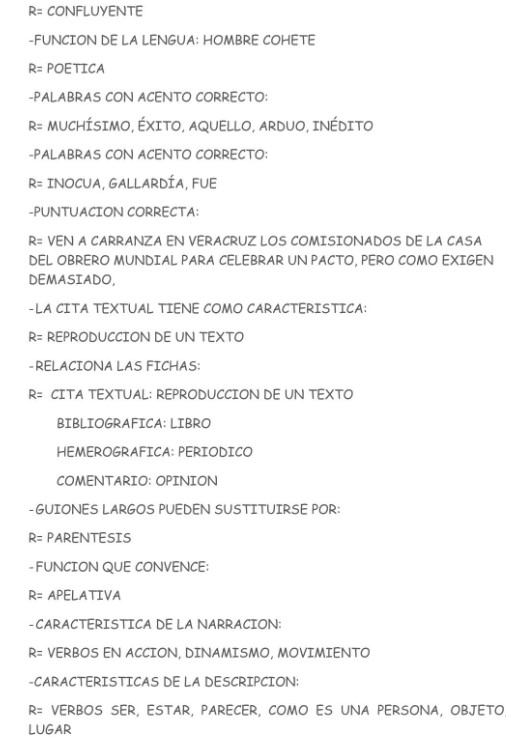 R= CONFLUYENTE
-FUNCION DE LA LENGUA: HOMBRE COHETE
R= POETICA
-PALABRAS CON ACENTO CORRECTO:
R= MUCHÍSIMO, ÉXITO, AQUELLO, ARDUO, INÉDITO
-PALABRAS CON ACENTO CORRECTO:
R= INOCUA, GALLARDÍA, FUE
-PUNTUACION CORRECTA:
R= VEN A CARRANZA EN VERACRUZ LOS COMISIONADOS DE LA CASA
DEL OBRERO MUNDIAL PARA CELEBRAR UN PACTO, PERO COMO EXIGEN
DEMASIADO,
-LA CITA TEXTUAL TIENE COMO CARACTERISTICA:
R= REPRODUCCION DE UN TEXTO
-RELACIONA LAS FICHAS:
R= CITA TEXTUAL: REPRODUCCION DE UN TEXTO
BIBLIOGRAFICA: LIBRO
HEMEROGRAFICA: PERIODICO
COMENTARIO: OPINION
-GUIONES LARGOS PUEDEN SUSTITUIRSE POR:
R= PARENTESIS
-FUNCION QUE CONVENCE:
R= APELATIVA
-CARACTERISTICA DE LA NARRACION:
R= VERBOS EN ACCION, DINAMISMO, MOVIMIENTO
-CARACTERISTICAS DE LA DESCRIPCION:
R= VERBOS SER, ESTAR, PARECER, COMO ES UNA PERSONA, OBJETO,
LUGAR